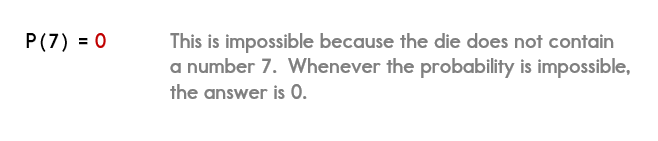 P(7) = 0 This is impossible because the die does not contain
a number 7. Whenever the probability is impossible,
the answer is 0.